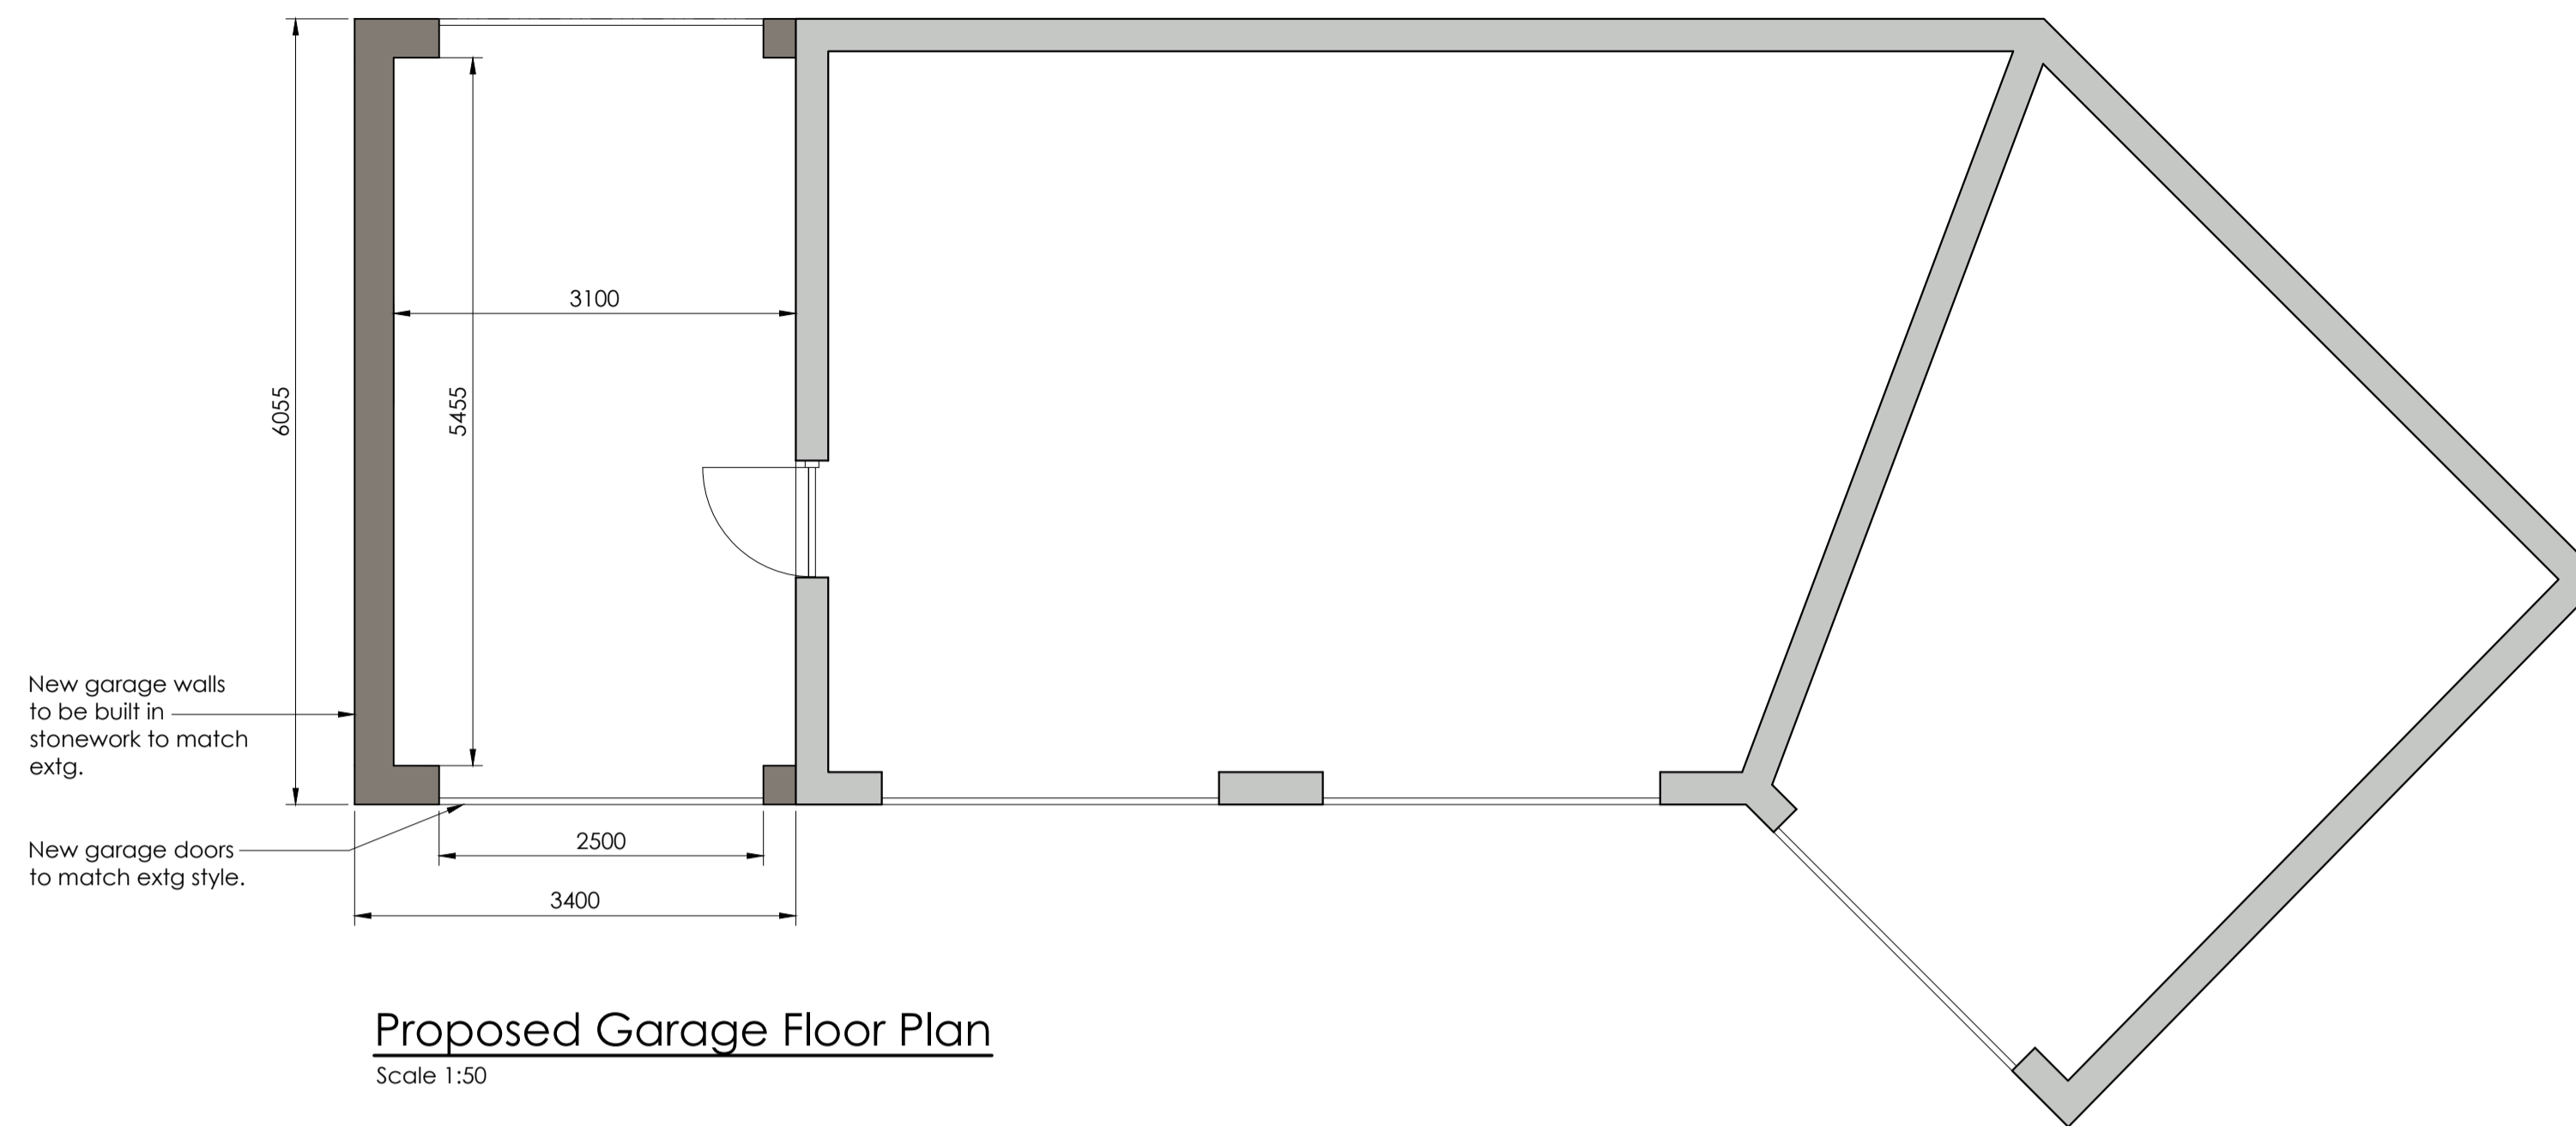 3100
6055
5455
New garage walls
to be built in
stonework to match
extg.
New garage doors
to match extg style.
2500
3400
Proposed Garage Floor Plan
Scale 1:50